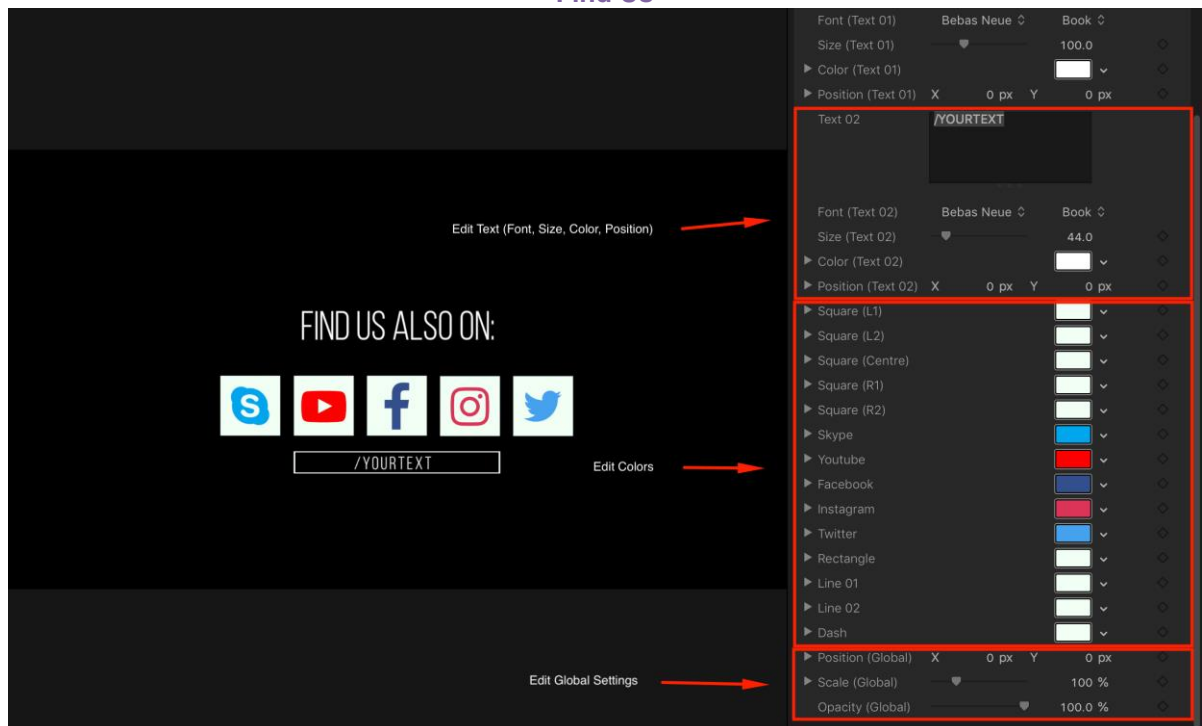 Find Us
Font (Text 01) Bebas Neue Book
Size (Text 01) 100.0
Color (Text 01)
Position (Text 01) X 0 px Y 0 px
Text 02 /YOURTEXT
Font (Text 02) Bebas Neue Book
Edit Text (Font, Size, Color, Position)
Size (Text 02) 44.0
Color (Text 02)
Position (Text 02) X 0 px Y 0 px
FIND US ALSO ON:
Square (L1)
Square (L2)
Square (Centre)
Square (R1)
Square (R2)
S
Skype
/YOURTEXT
Edit Colors
Youtube
Facebook
Instagram
Twitter
Rectangle
Line 01
Line 02
Dash
Position (Global) X 0 px Y 0 px
Edit Global Settings
Scale (Global) 100 %
Opacity (Global) 100.0 %